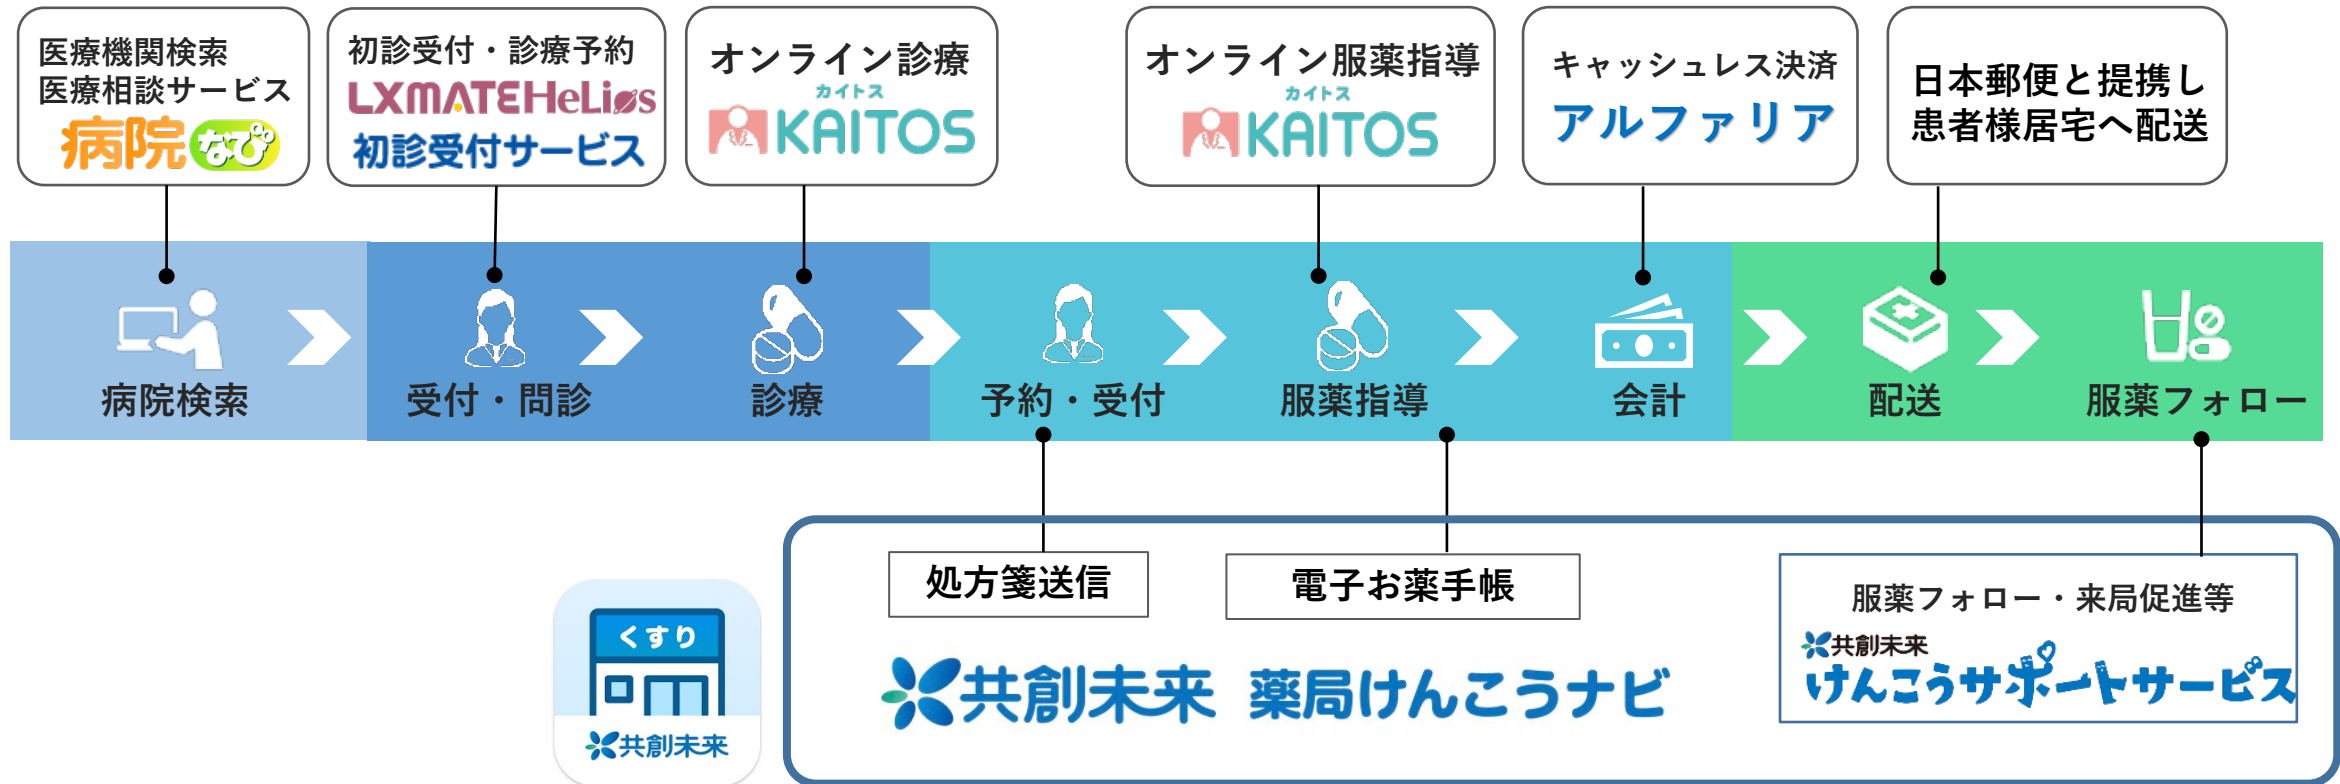 医療機関検索
医療相談サービス
病院なび
初診受付・診療予約
LXMATEHeLios
初診受付サービス
オンライン診療
カイトス
KAITOS
オンライン服薬指導
カイトス
KAITOS
キャッシュレス決済
アルファリア
日本郵便と提携し
患者様居宅へ配送
病院検索
受付・問診
診療
予約・受付
服薬指導
会計
配送
服薬フォロー
処方箋送信
電子お薬手帳
服薬フォロー・来局促進等
共創未来
けんこうサポートサービス
くすり
共創未来
共創未来 薬局けんこうナビ